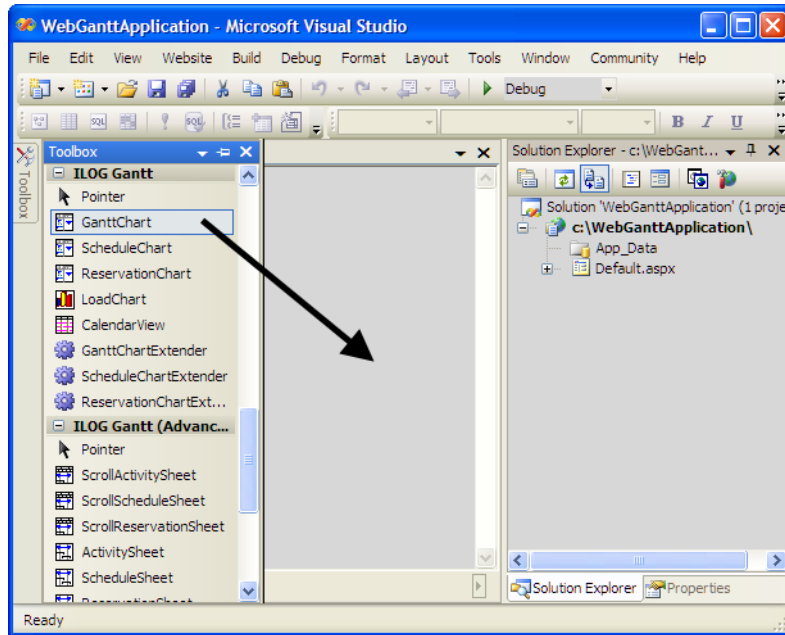 WebGanttApplication - Microsoft Visual Studio
File Edit View Website Build Debug Format Layout Tools Window Community Help
Debug
B I U
Toolbox
Solution Explorer - c:\WebGant...
Toolbox
ILOG Gantt
Pointer
GanttChart
ScheduleChart
ReservationChart
LoadChart
CalendarView
GanttChartExtender
ScheduleChartExtender
ReservationChartExt...
ILOG Gantt (Advanc...
Pointer
ScrollActivitySheet
ScrollScheduleSheet
ScrollReservationSheet
ActivitySheet
ScheduleSheet
Solution 'WebGanttApplication' (1 proje
c:\WebGanttApplication\
App_Data
Default.aspx
Solution Explorer Properties
Ready